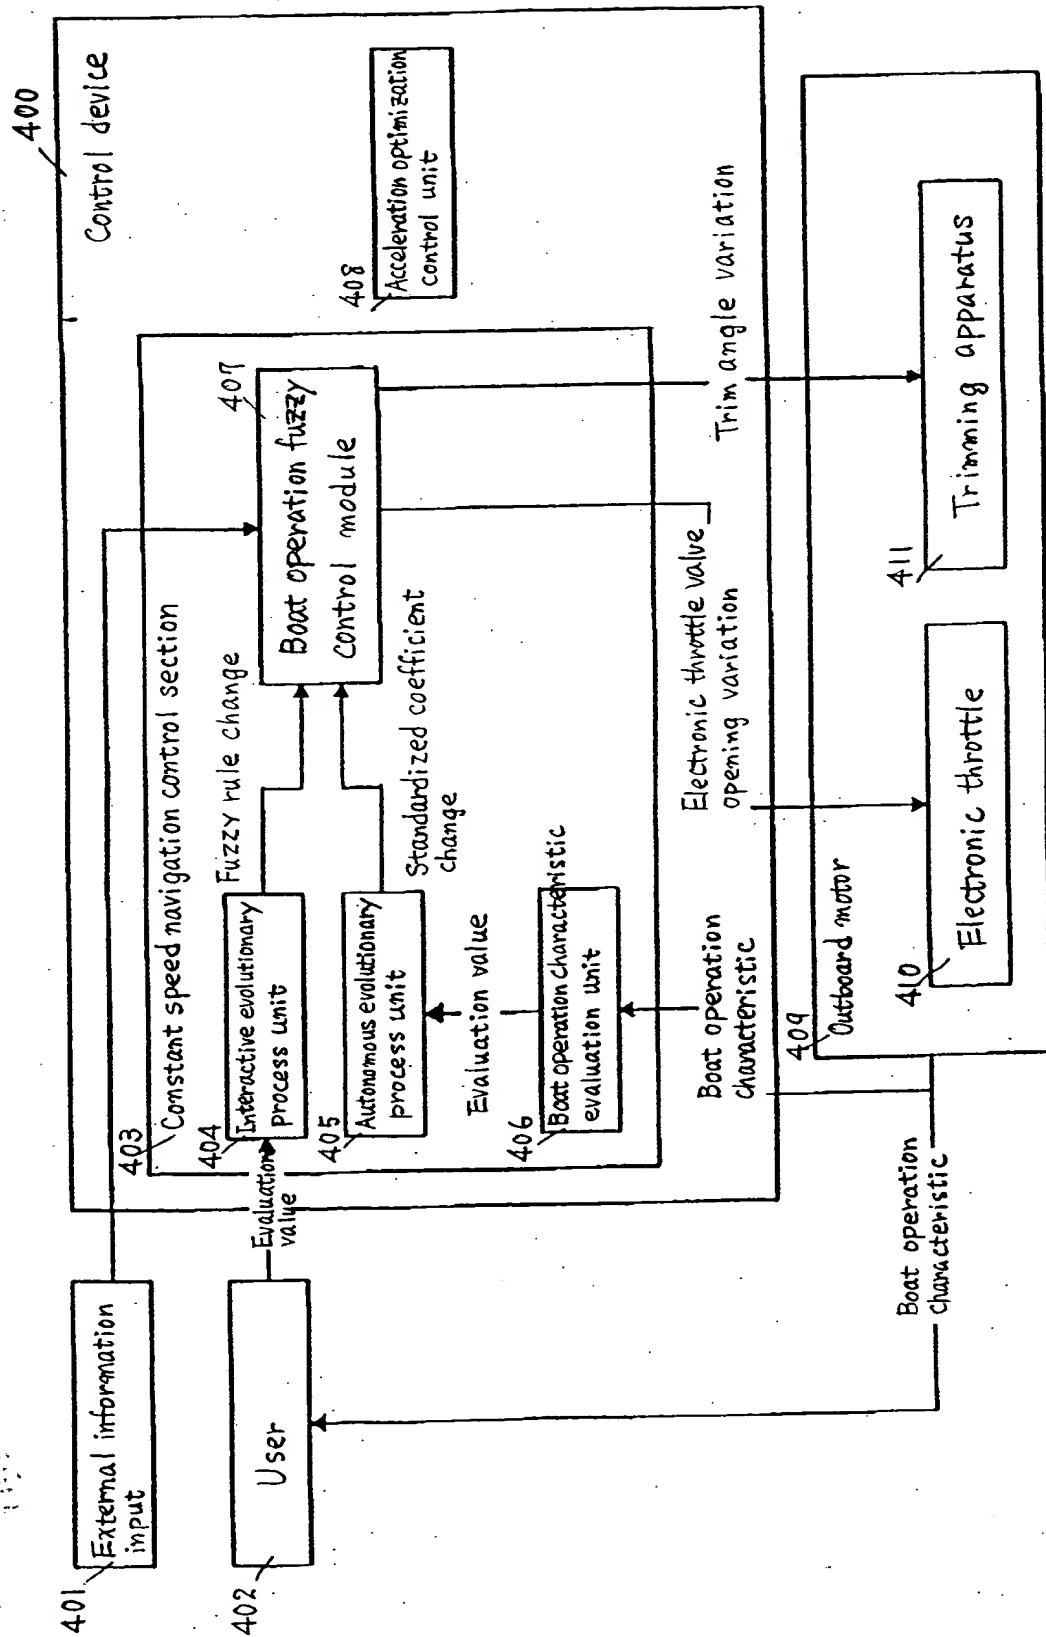 400
Control device
401
External information
input
402
User
Evaluation
value
403
Constant speed navigation control section
404
Interactive evolutionary
process unit
Fuzzy rule change
405
Autonomous evolutionary
process unit
Standardized coefficient
change
Evaluation value
406
Boat operation characteristic
evaluation unit
407
Boat operation fuzzy
control module
408
Acceleration optimization
control unit
Boat operation
characteristic
Electronic throttle value
opening variation
Trim angle variation
409
Outboard motor
410
Electronic throttle
411
Trimming apparatus
Boat operation
characteristic